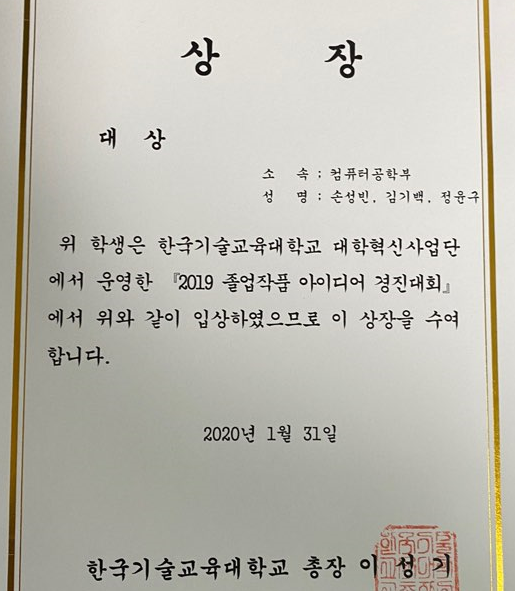 상 장
대 상
소 속 : 컴퓨터공학부
성 명 : 손성빈, 김기백, 정윤구
위 학생은 한국기술교육대학교 대학혁신사업단
에서 운영한 『2019 졸업작품 아이디어 경진대회』
에서 위와 같이 입상하였으므로 이 상장을 수여
합니다.
2020년 1월 31일
한국기술교육대학교 총장 이 성 기